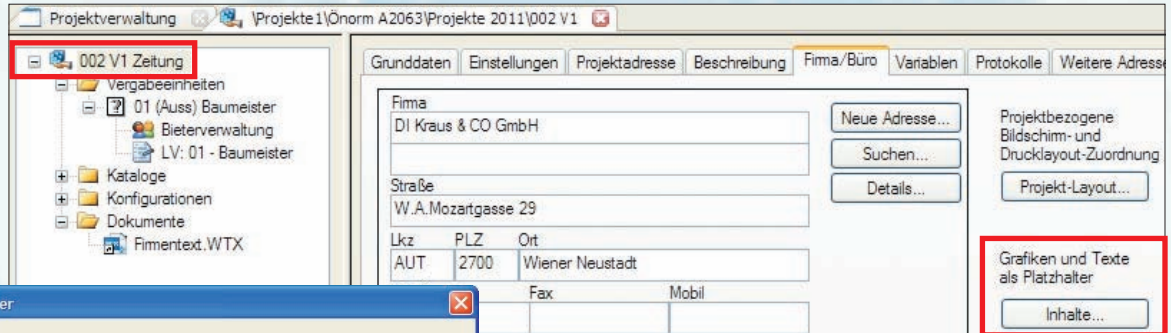 Projektverwaltung \Projekte1\Önorm A2063\Projekte 2011\002 V1
002 V1 Zeitung
Vergabeeinheiten
01 (Auss) Baumeister
Bieterverwaltung
LV: 01 - Baumeister
Kataloge
Konfigurationen
Dokumente
Firmentext.WTX
er
Grunddaten Einstellungen Projektadresse Beschreibung Firma/Büro Variablen Protokolle Weitere Adresse
Firma
DI Kraus & CO GmbH
Straße
W.A.Mozartgasse 29
Lkz PLZ Ort
AUT 2700 Wiener Neustadt
Fax Mobil
Neue Adresse...
Suchen...
Details...
Projektbezogene
Bildschirm- und
Drucklayout-Zuordnung
Projekt-Layout...
Grafiken und Texte
als Platzhalter
Inhalte...